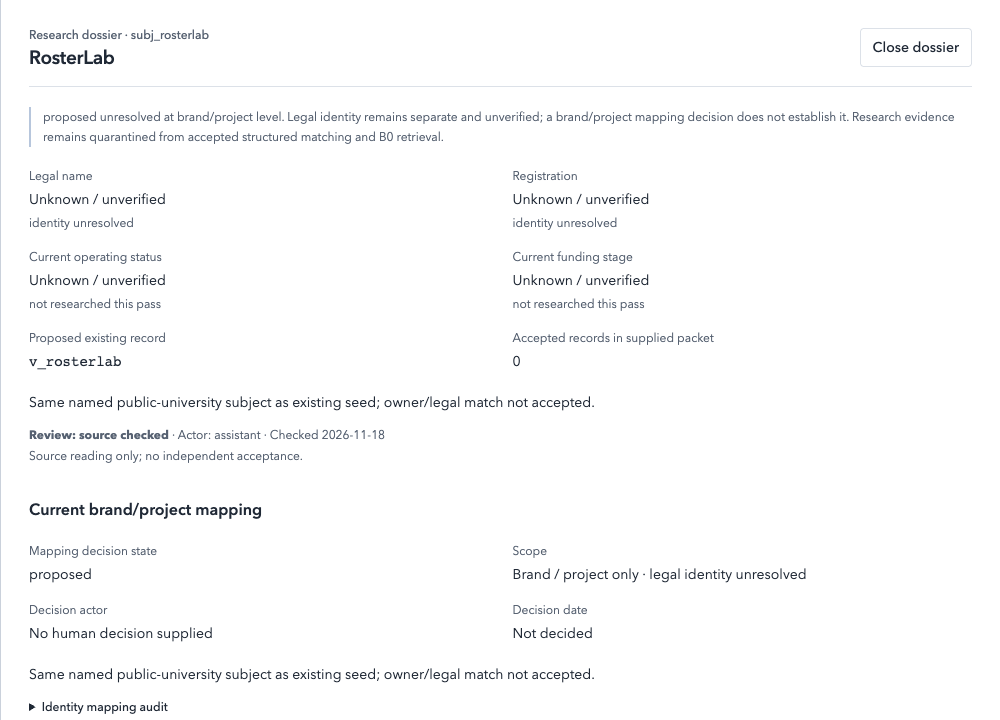 Research dossier · subj_rosterlab
RosterLab
Close dossier
proposed unresolved at brand/project level. Legal identity remains separate and unverified; a brand/project mapping decision does not establish it. Research evidence
remains quarantined from accepted structured matching and B0 retrieval.
Legal name
Unknown / unverified
identity unresolved
Registration
Unknown / unverified
identity unresolved
Current operating status
Unknown / unverified
not researched this pass
Current funding stage
Unknown / unverified
not researched this pass
Proposed existing record
v_rosterlab
Accepted records in supplied packet
0
Same named public-university subject as existing seed; owner/legal match not accepted.
Review: source checked · Actor: assistant · Checked 2026-11-18
Source reading only; no independent acceptance.
Current brand/project mapping
Mapping decision state
proposed
Scope
Brand / project only · legal identity unresolved
Decision actor
No human decision supplied
Decision date
Not decided
Same named public-university subject as existing seed; owner/legal match not accepted.
Identity mapping audit